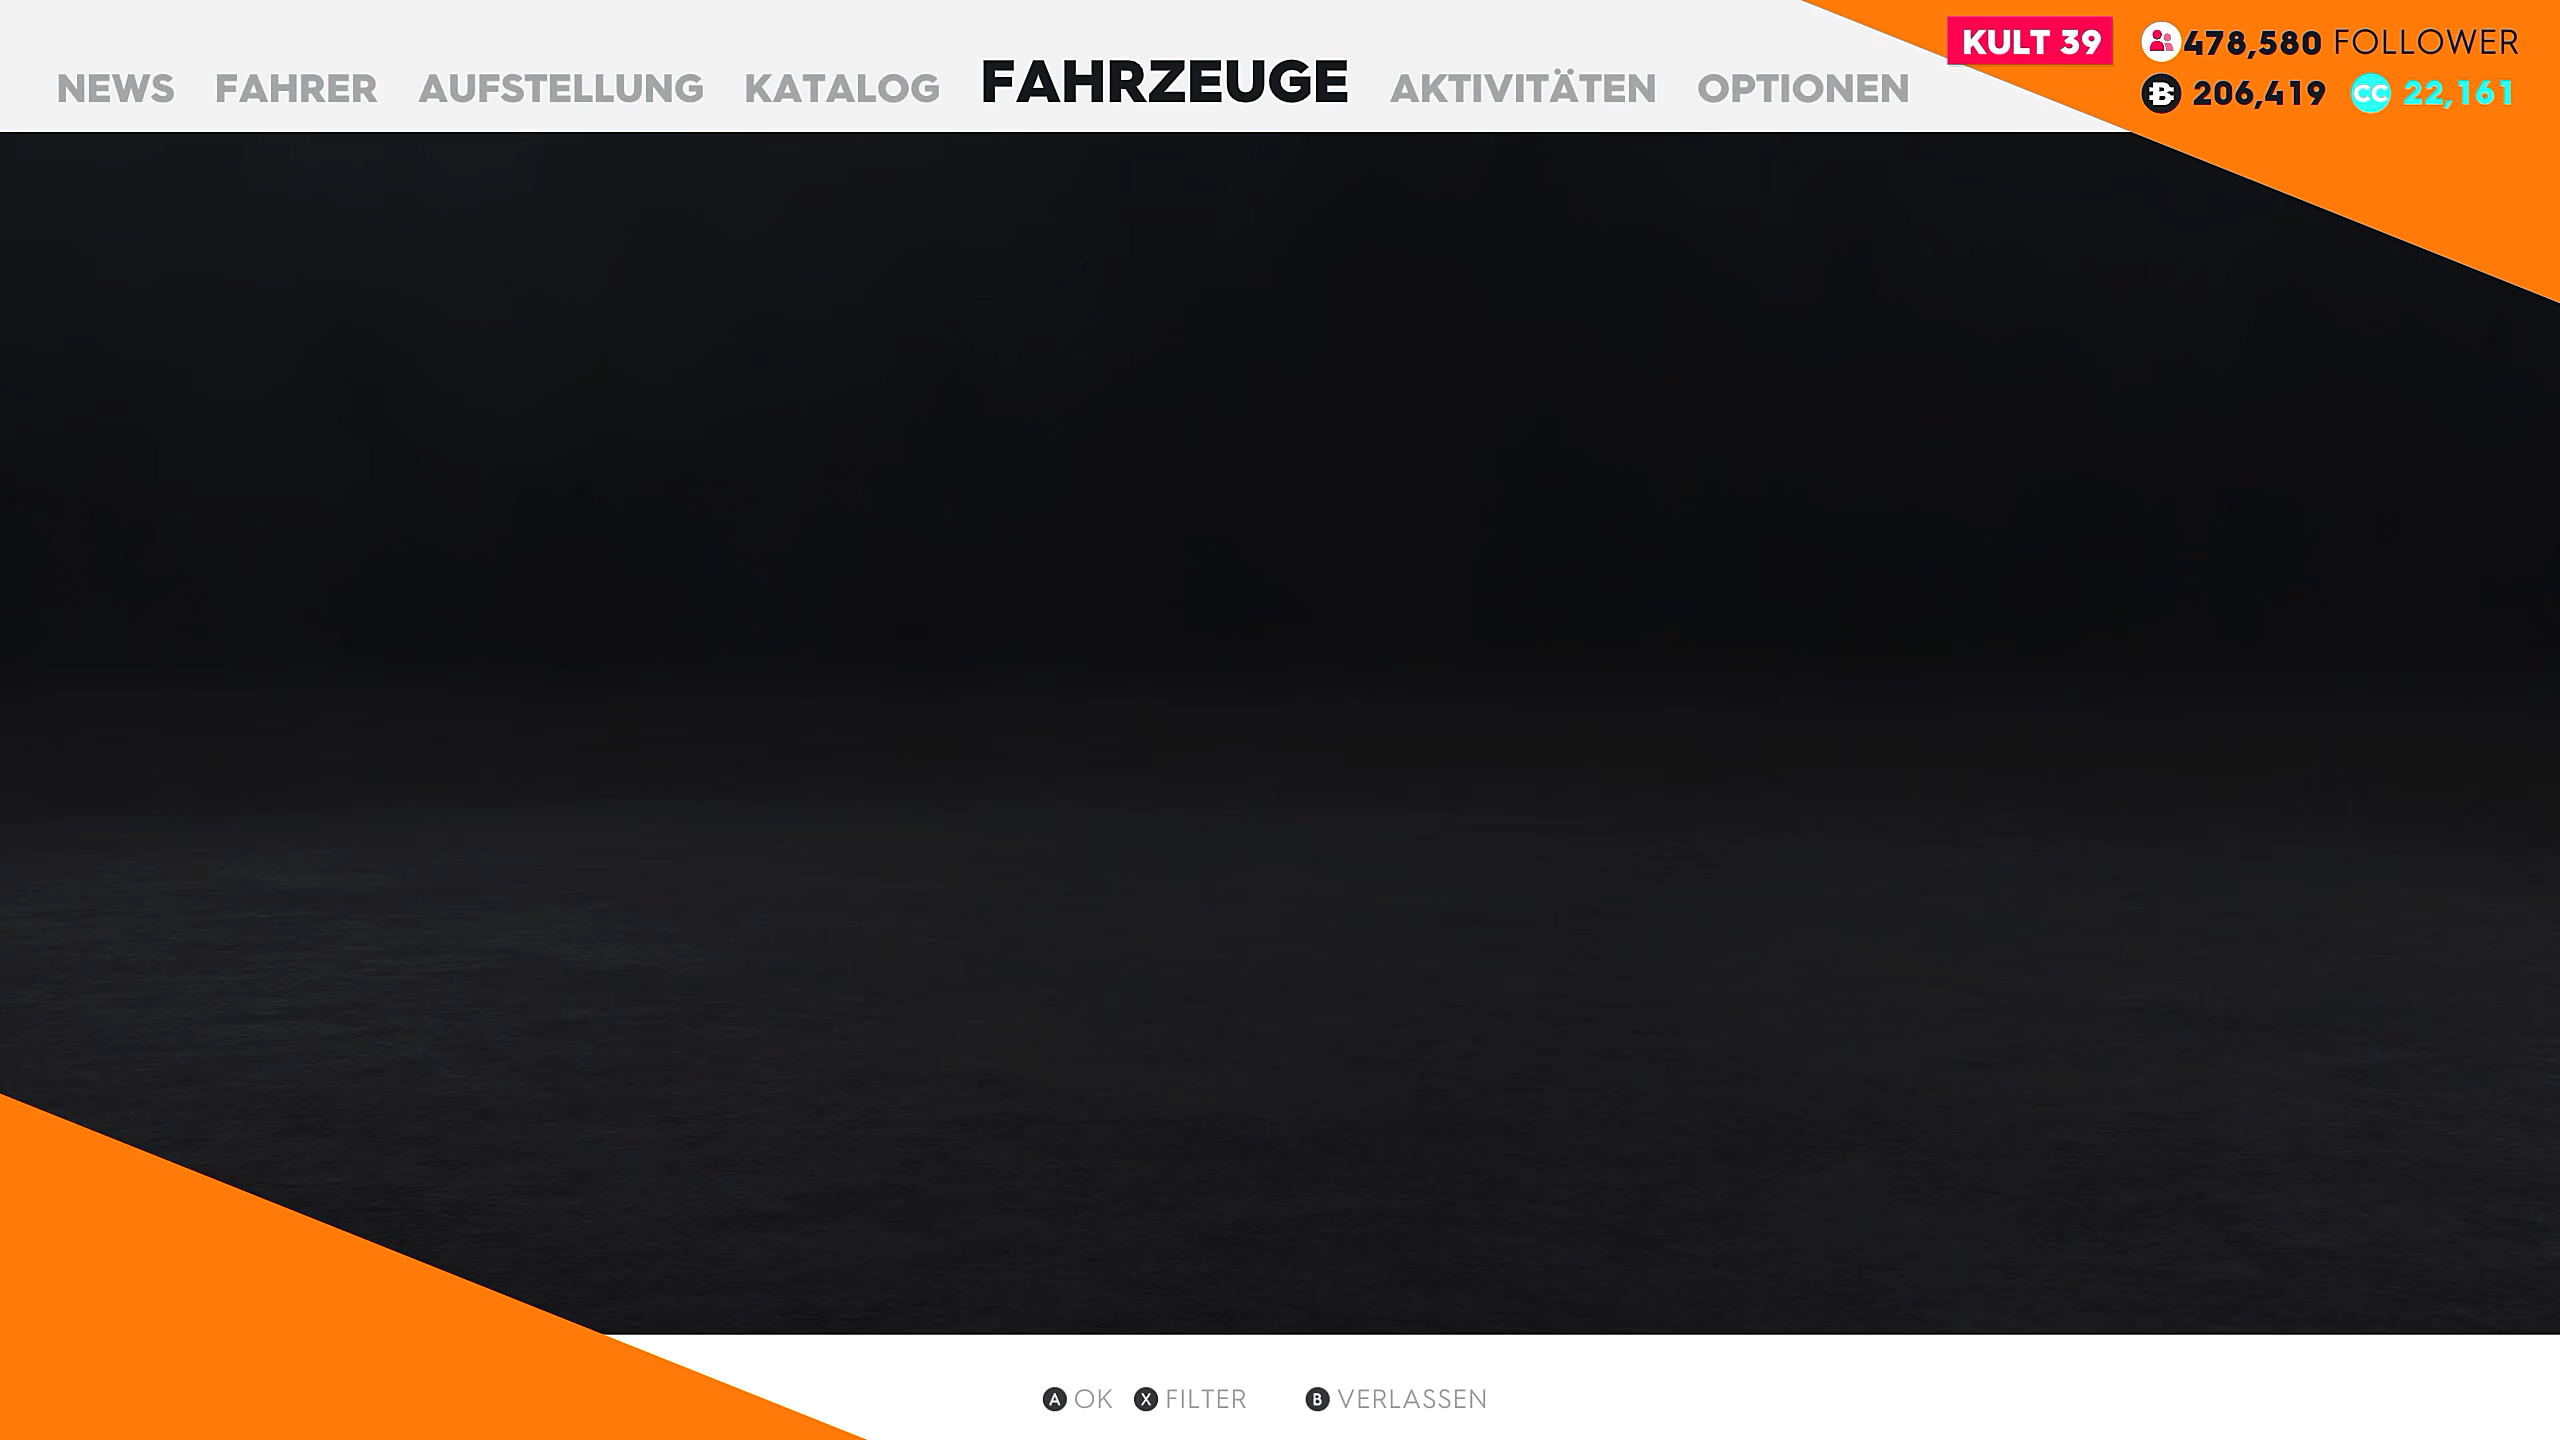 NEWS FAHRER AUFSTELLUNG KATALOG FAHRZEUGE AKTIVITÄTEN OPTIONEN
KULT 39 478,580 FOLLOWER
B 206,419 CC 22,161
A OK X FILTER B VERLASSEN